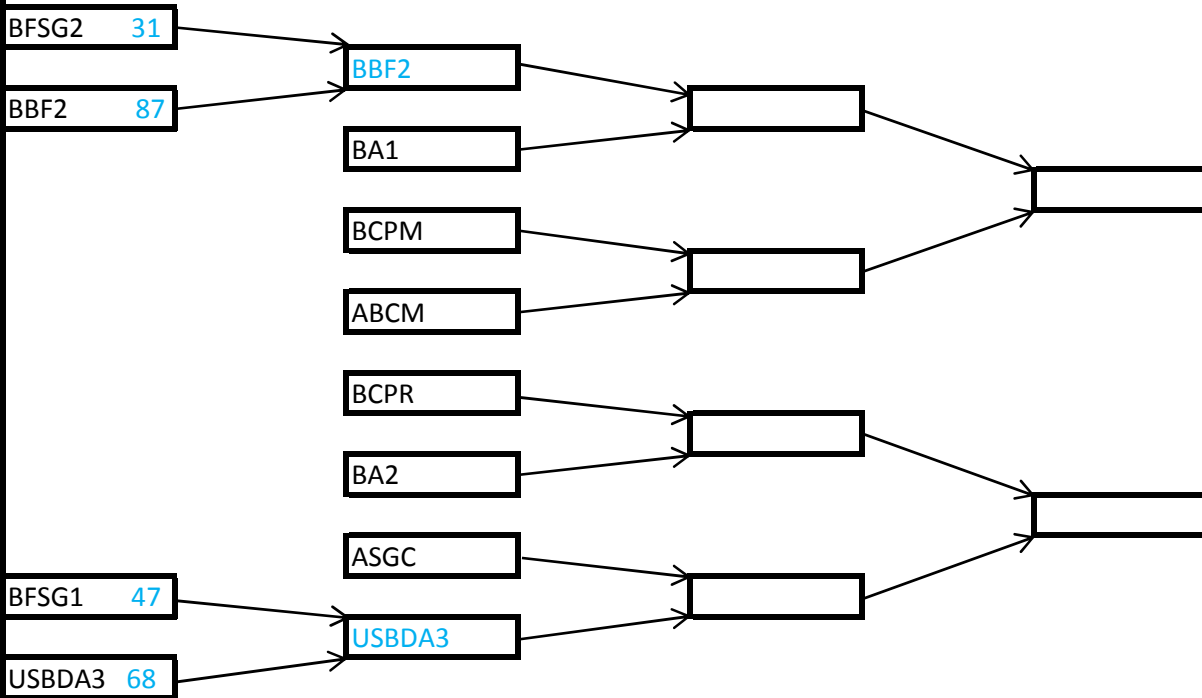 BFSG2 31
BBF2
BBF2 87
BA1
BCPM
ABCM
BCPR
BA2
ASGC
BFSG1 47
USBDA3
USBDA3 68